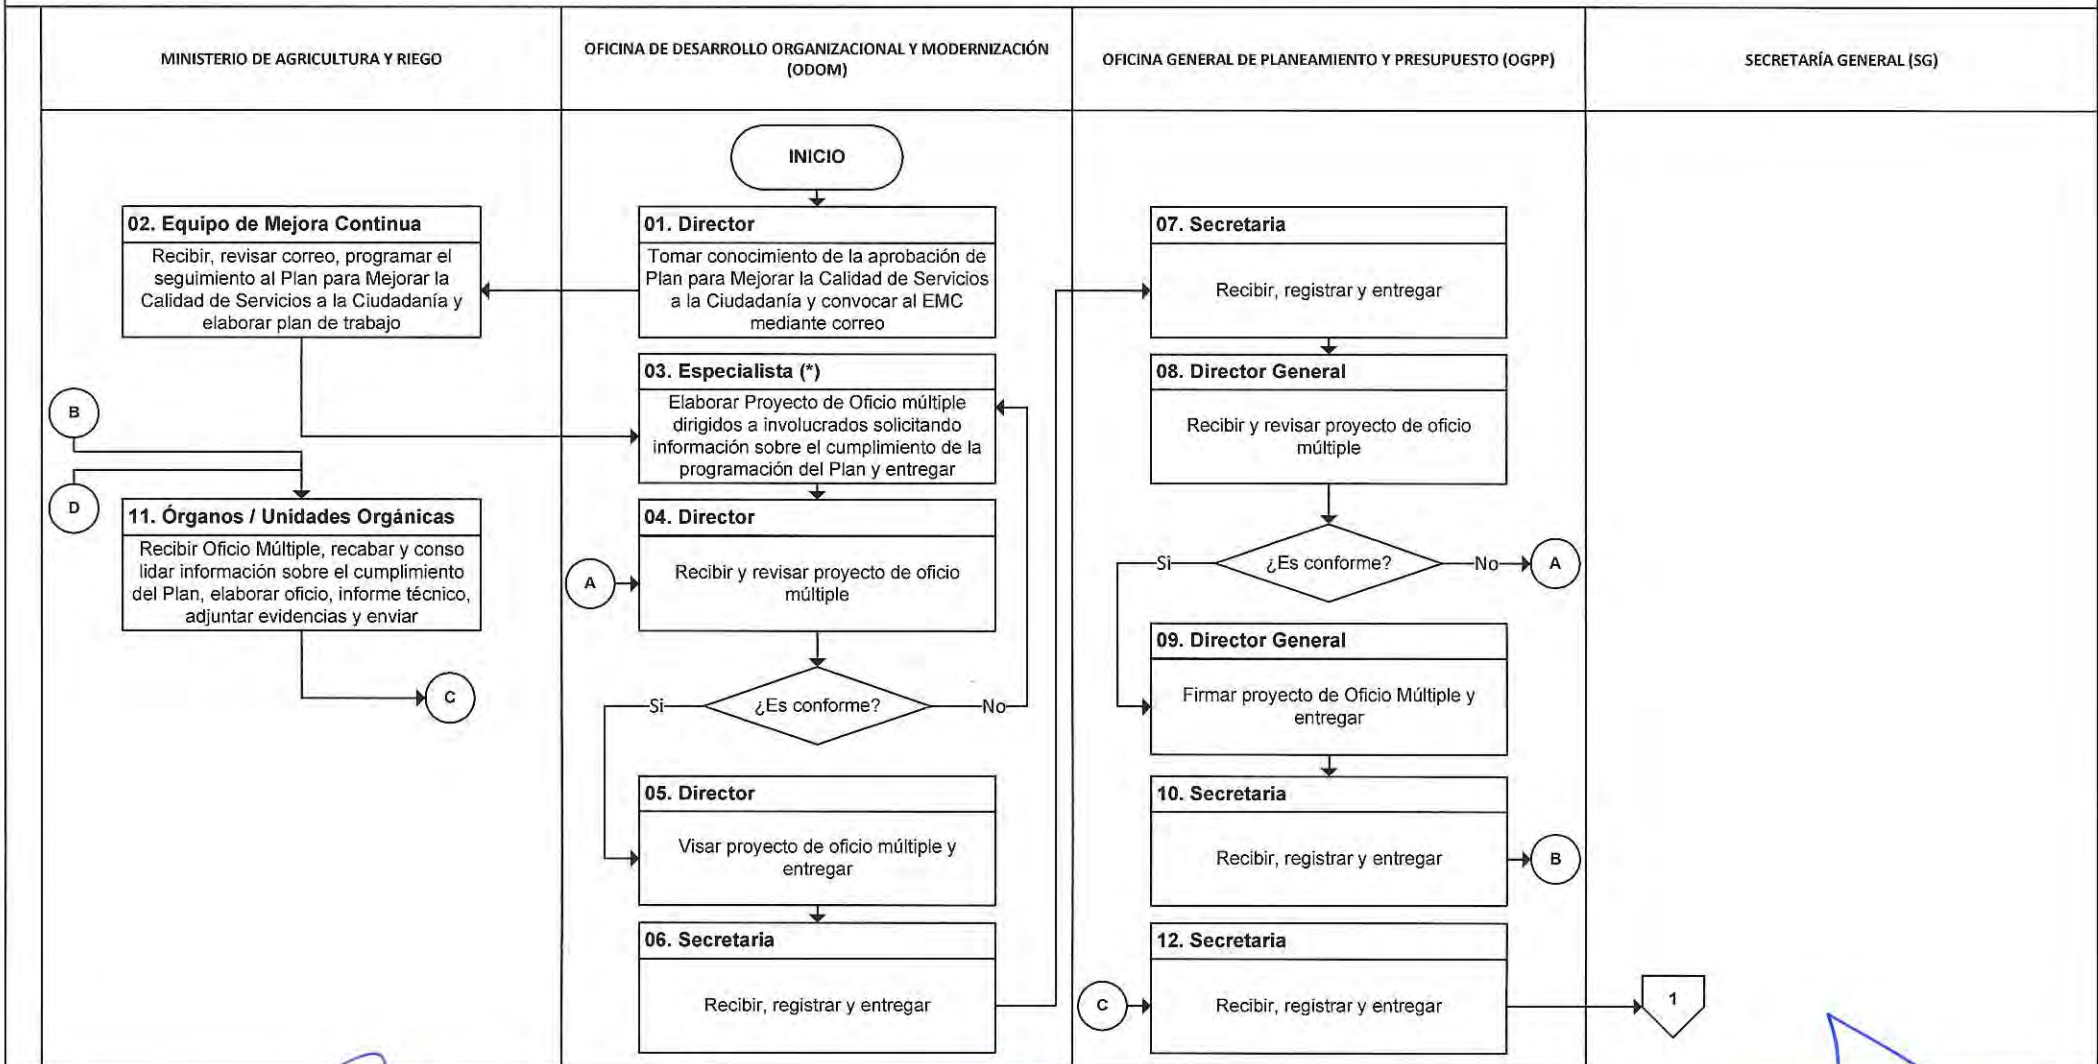 MINISTERIO DE AGRICULTURA Y RIEGO
OFICINA DE DESARROLLO ORGANIZACIONAL Y MODERNIZACIÓN
(ODOM)
OFICINA GENERAL DE PLANEAMIENTO Y PRESUPUESTO (OGPP)
SECRETARÍA GENERAL (SG)
INICIO
02. Equipo de Mejora Continua
Recibir, revisar correo, programar el
seguimiento al Plan para Mejorar la
Calidad de Servicios a la Ciudadanía y
elaborar plan de trabajo
B
D
11. Órganos / Unidades Orgánicas
Recibir Oficio Múltiple, recabar y conso
lidar información sobre el cumplimiento
del Plan, elaborar oficio, informe técnico,
adjuntar evidencias y enviar
C
01. Director
Tomar conocimiento de la aprobación de
Plan para Mejorar la Calidad de Servicios
a la Ciudadanía y convocar al EMC
mediante correo
03. Especialista (*)
Elaborar Proyecto de Oficio múltiple
dirigidos a involucrados solicitando
información sobre el cumplimiento de la
programación del Plan y entregar
04. Director
A
Recibir y revisar proyecto de oficio
múltiple
Si
¿Es conforme?
No
05. Director
Visar proyecto de oficio múltiple y
entregar
06. Secretaria
Recibir, registrar y entregar
07. Secretaria
Recibir, registrar y entregar
08. Director General
Recibir y revisar proyecto de oficio
múltiple
Si
¿Es conforme?
No
A
09. Director General
Firmar proyecto de Oficio Múltiple y
entregar
10. Secretaria
Recibir, registrar y entregar
B
12. Secretaria
C
Recibir, registrar y entregar
1